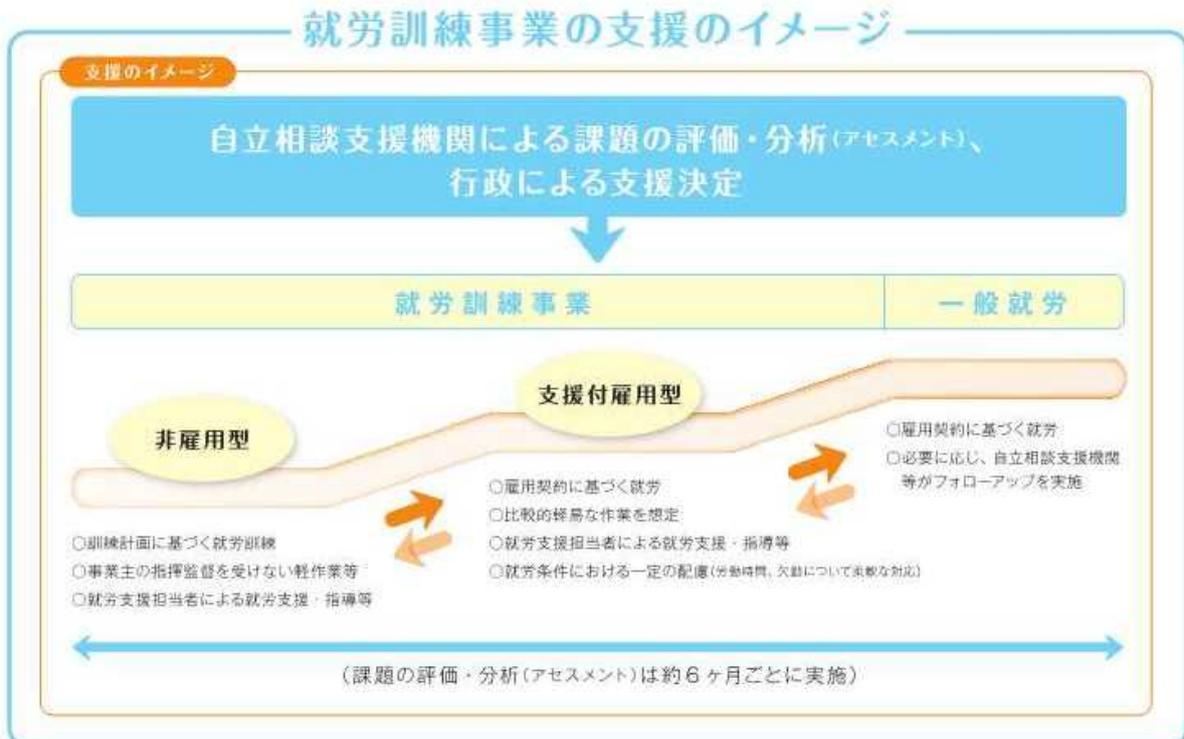 就労訓練事業の支援のイメージ
支援のイメージ
自立相談支援機関による課題の評価・分析(アセスメント)、
行政による支援決定
就労訓練事業
一般就労
非雇用型
○訓練計画に基づく就労訓練
○事業主の指揮監督を受けない軽作業等
○就労支援担当者による就労支援・指導等
支援付雇用型
○雇用契約に基づく就労
○比較的軽易な作業を想定
○就労支援担当者による就労支援・指導等
○就労条件における一定の配慮(労働時間、欠勤について柔軟な対応)
○雇用契約に基づく就労
○必要に応じ、自立相談支援機関
等がフォローアップを実施
(課題の評価・分析(アセスメント)は約6ヶ月ごとに実施)